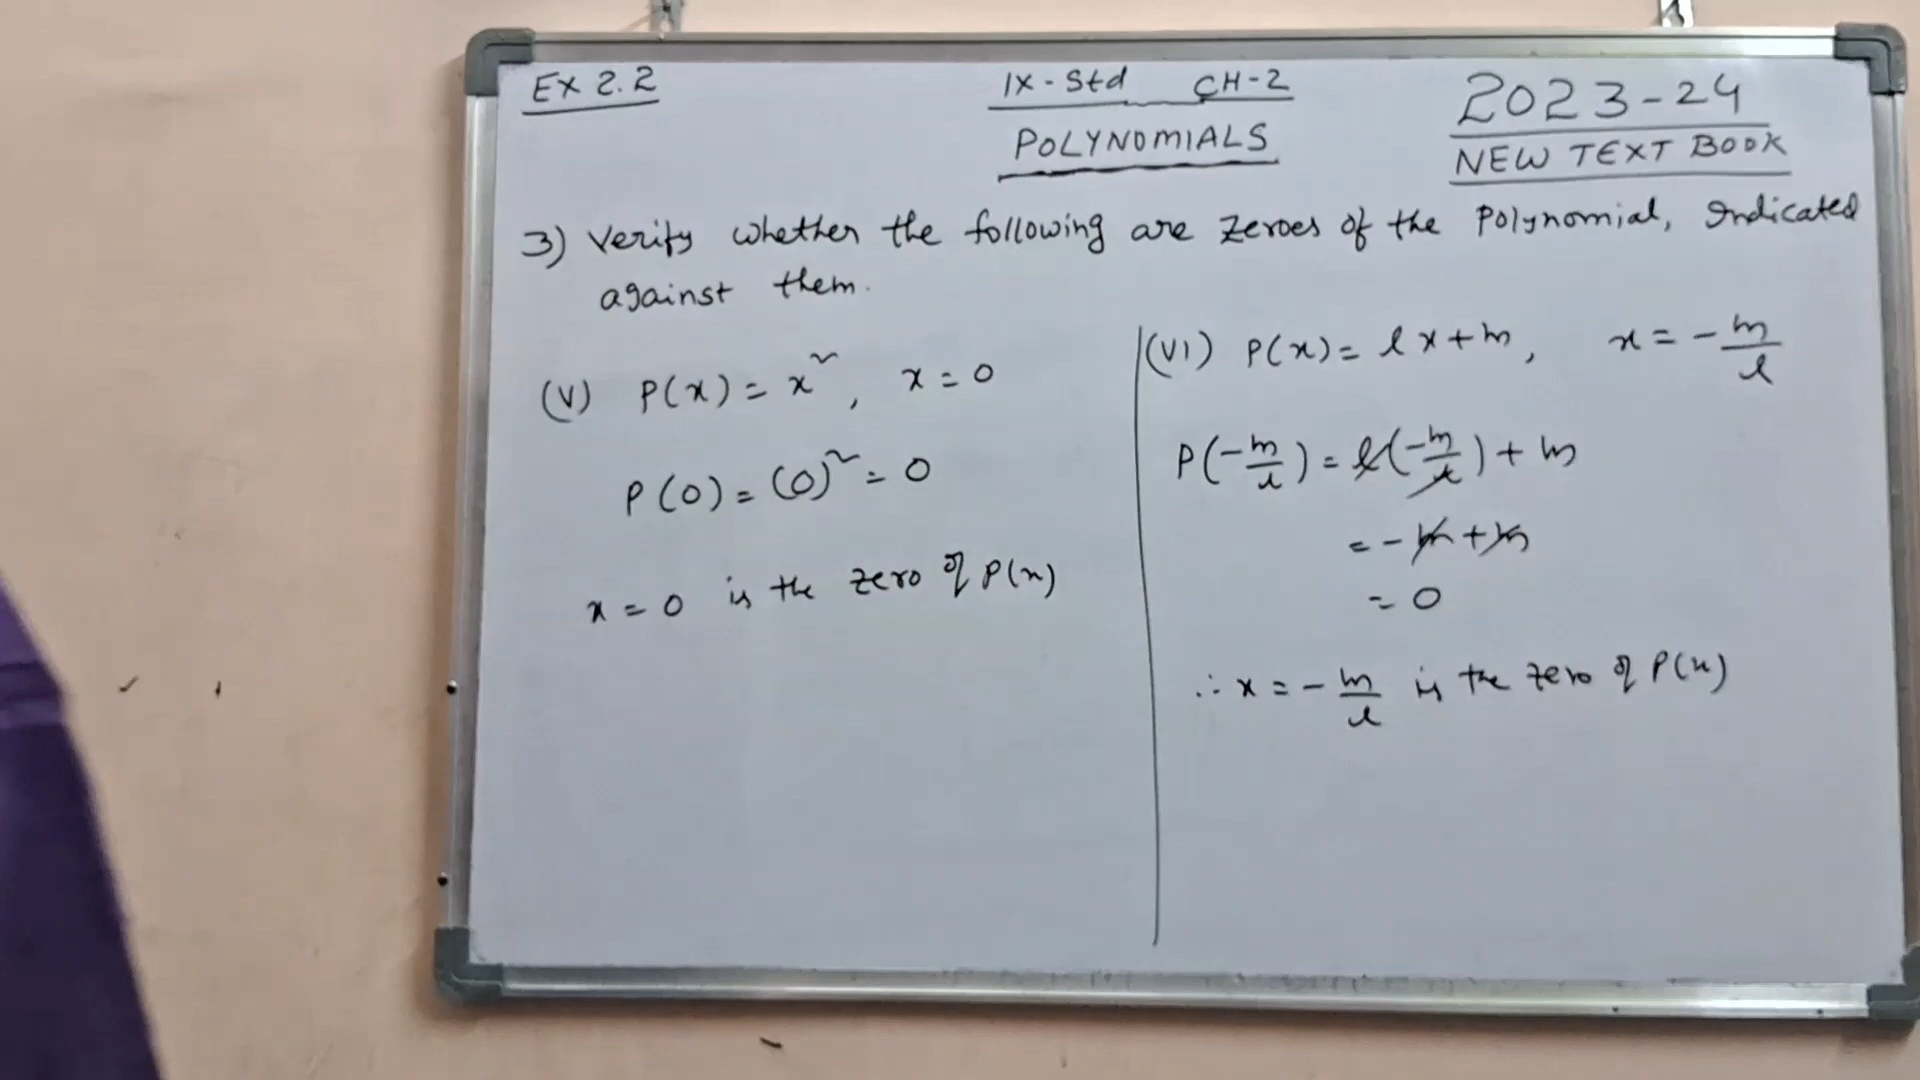 EX 2.2
IX-Std CH-2
POLYNOMIALS
2023-24
NEW TEXT BOOK
3) Verify whether the following are zeroes of the Polynomial, Indicated
against them.
(V) P(x) = x², x = 0
P(0) = (0)² = 0
x = 0 is the zero of P(x)
(VI) P(x) = lx+m, x = -m/l
P(-m/l) = l(-m/l) + m
= -m+m
= 0
∴ x = -m/l is the zero of P(x)